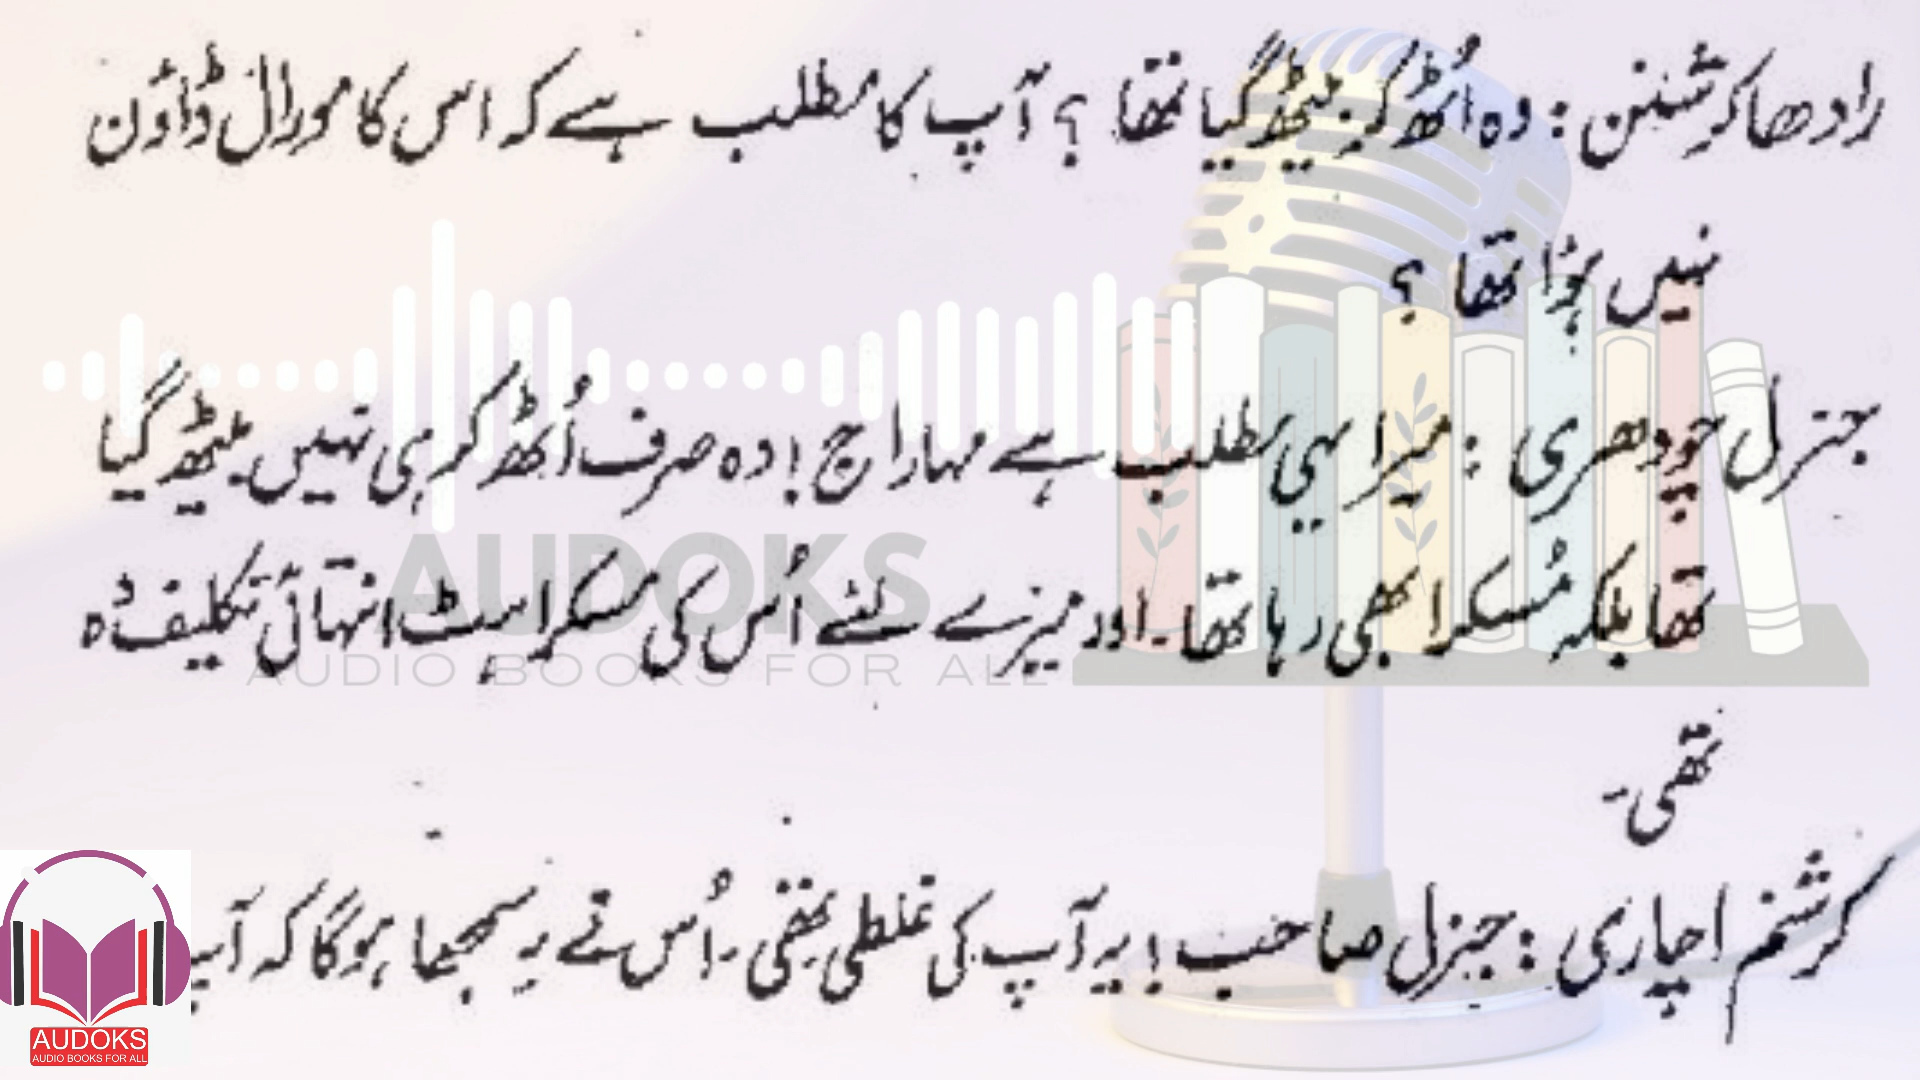 رادھا کرشنن : وہ اُٹھ کر بیٹھ گیا تھا ؟ آپ کا مطلب ہے کہ اس کا مورال ڈاؤن
نہیں ہوا تھا ؟
جنرل چودھری : میرا یہی مطلب ہے مہاراج ! وہ صرف اُٹھ کر ہی نہیں بیٹھ گیا
تھا بلکہ مُسکرا بھی رہا تھا۔ اور میرے لئے اُس کی مسکراہٹ انتہائی تکلیف دہ
تھی۔
کرشنم اچاری : جنرل صاحب ! یہ آپ کی غلطی تھی۔ اُس نے یہ سمجھا ہوگا کہ آپ
AUDOKS
AUDIO BOOKS FOR ALL
AUDOKS
AUDIO BOOKS FOR ALL